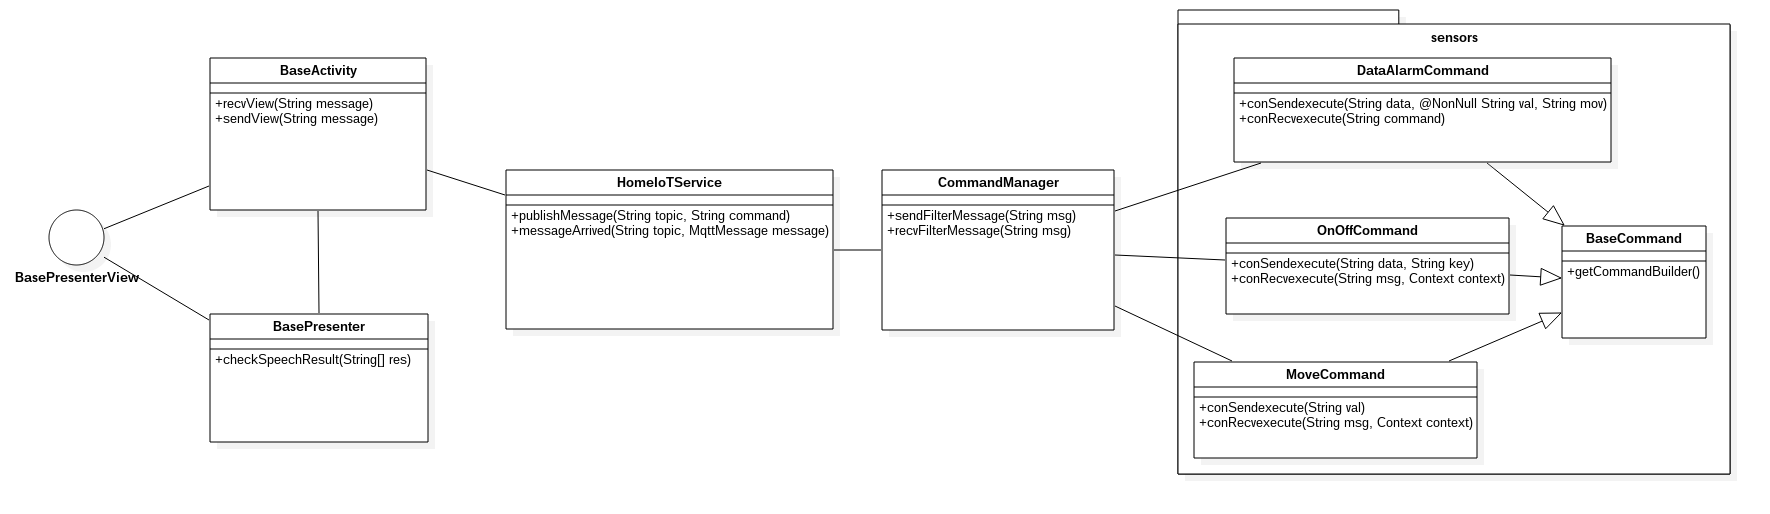 BasePresenterView
BaseActivity
+recvView(String message)
+sendView(String message)
BasePresenter
+checkSpeechResult(String[] res)
HomeIoTService
+publishMessage(String topic, String command)
+messageArrived(String topic, MqttMessage message)
CommandManager
+sendFilterMessage(String msg)
+recvFilterMessage(String msg)
sensors
DataAlarmCommand
+conSendexecute(String data, @NonNull String val, String mov)
+conRecvexecute(String command)
OnOffCommand
+conSendexecute(String data, String key)
+conRecvexecute(String msg, Context context)
BaseCommand
+getCommandBuilder()
MoveCommand
+conSendexecute(String val)
+conRecvexecute(String msg, Context context)